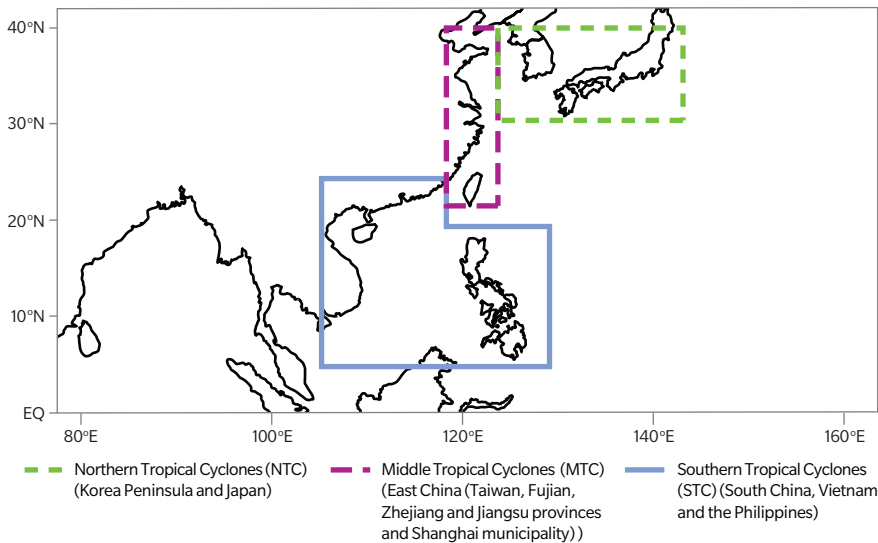 40°N
30°N
20°N
10°N
EQ
80°E
100°E
120°E
140°E
160°E
Northern Tropical Cyclones (NTC)
(Korea Peninsula and Japan)
Middle Tropical Cyclones (MTC)
(East China (Taiwan, Fujian,
Zhejiang and Jiangsu provinces
and Shanghai municipality) )
Southern Tropical Cyclones
(STC) (South China, Vietnam
and the Philippines)